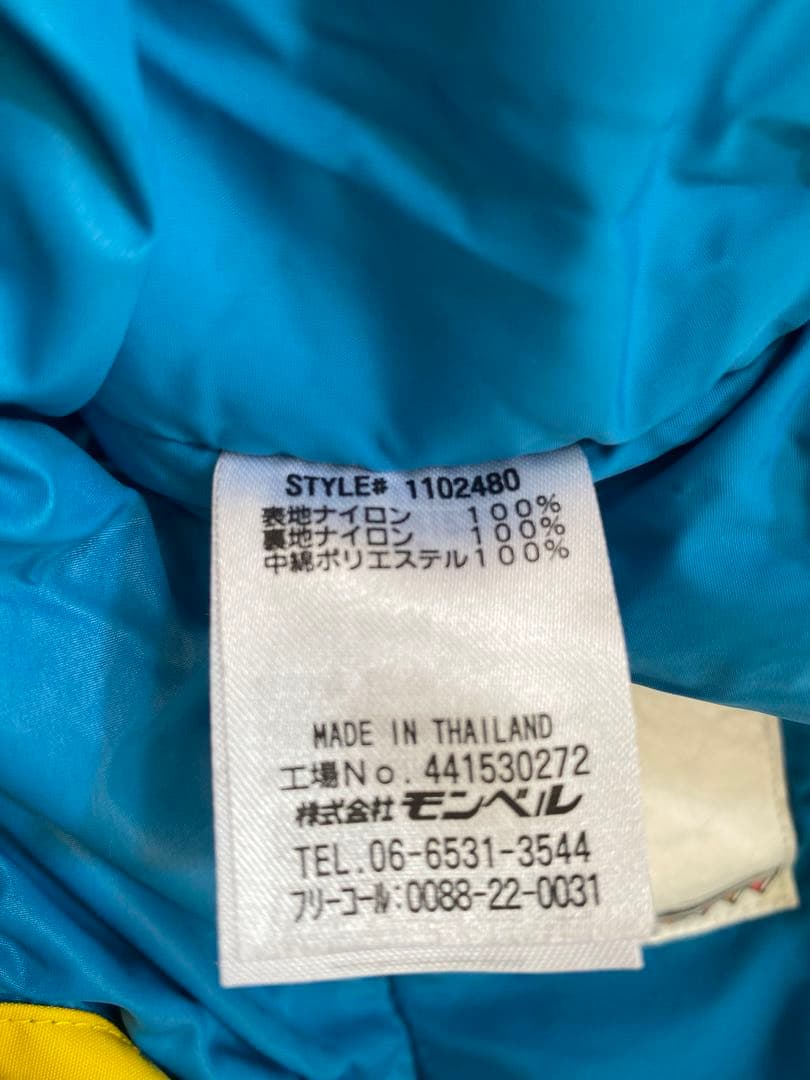 STYLE# 1102480
表地ナイロン 100%
裏地ナイロン 100%
中綿ポリエステル100%
MADE IN THAILAND
工場No.441530272
株式会社モンベル
TEL.06-6531-3544
フリーコール:0088-22-0031